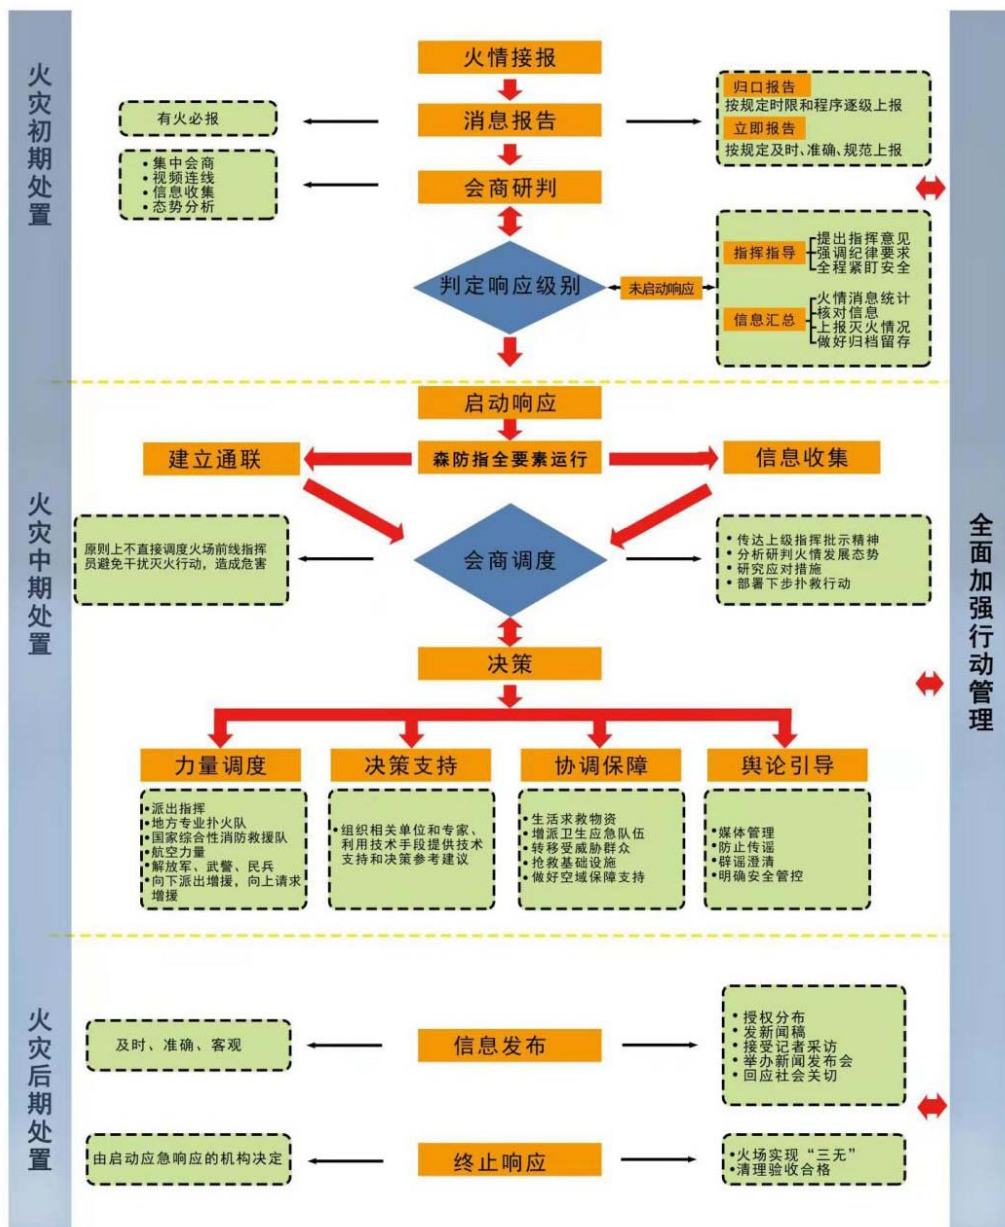 火灾初期处置
火情接报
消息报告
有火必报
归口报告
按规定时限和程序逐级上报
立即报告
按规定及时、准确、规范上报
会商研判
• 集中会商
• 视频连线
• 信息收集
• 态势分析
判定响应级别
未启动响应
指挥指导
提出指挥意见
强调纪律要求
全程紧盯安全
信息汇总
火情消息统计
核对信息
上报灭火情况
做好归档留存
火灾中期处置
启动响应
建立通联
森防指全要素运行
信息收集
原则上不直接调度火场前线指挥
员避免干扰灭火行动，造成危害
会商调度
• 传达上级指挥批示精神
• 分析研判火情发展态势
• 研究应对措施
• 部署下步扑救行动
决策
力量调度
•派出指挥
•地方专业扑火队
•国家综合性消防救援队
•航空力量
•解放军、武警、民兵
•向下派出增援，向上请求
增援
决策支持
•组织相关单位和专家、
利用技术手段提供技术
支持和决策参考建议
协调保障
•生活求救物资
•增派卫生应急队伍
•转移受威胁群众
•抢救基础设施
•做好空域保障支持
舆论引导
•媒体管理
•防止传谣
•辟谣澄清
•明确安全管控
火灾后期处置
及时、准确、客观
信息发布
• 授权分布
• 发新闻稿
• 接受记者采访
• 举办新闻发布会
• 回应社会关切
由启动应急响应的机构决定
终止响应
•火场实现“三无”
•清理验收合格
全面加强行动管理